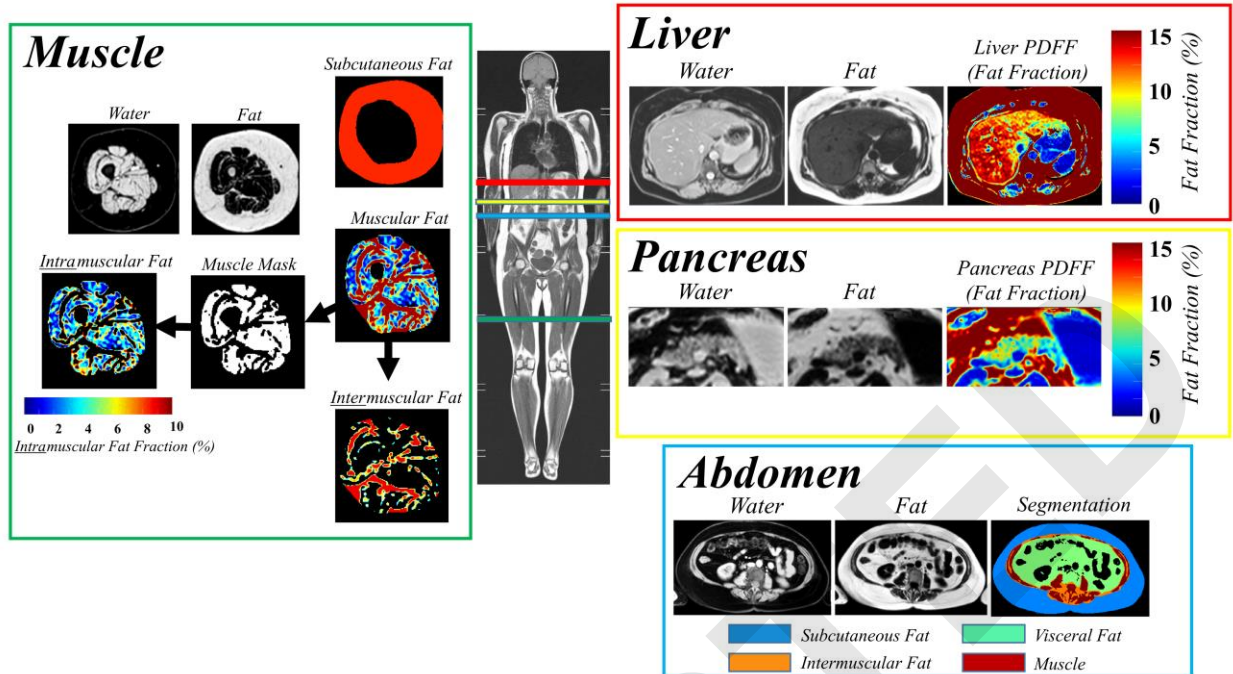 Muscle
Subcutaneous Fat
Water
Fat
Muscular Fat
Intramuscular Fat
Muscle Mask
Intermuscular Fat
0 2 4 6 8 10
Intramuscular Fat Fraction (%)
Liver
Water
Fat
Liver PDFF
(Fat Fraction)
15
10
5
0
Fat Fraction (%)
Pancreas
Water
Fat
Pancreas PDFF
(Fat Fraction)
15
10
5
0
Fat Fraction (%)
Abdomen
Water
Fat
Segmentation
Subcutaneous Fat
Visceral Fat
Intermuscular Fat
Muscle
TED